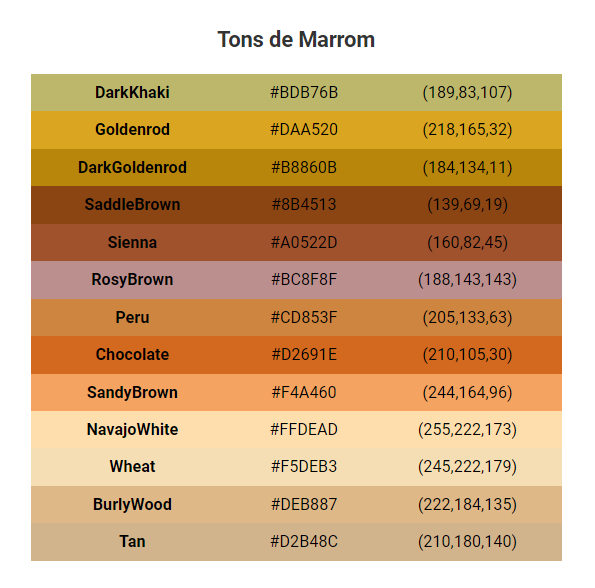 Tons de Marrom
DarkKhaki #BDB76B (189,83,107)
Goldenrod #DAA520 (218,165,32)
DarkGoldenrod #B8860B (184,134,11)
SaddleBrown #8B4513 (139,69,19)
Sienna #A0522D (160,82,45)
RosyBrown #BC8F8F (188,143,143)
Peru #CD853F (205,133,63)
Chocolate #D2691E (210,105,30)
SandyBrown #F4A460 (244,164,96)
NavajoWhite #FFDEAD (255,222,173)
Wheat #F5DEB3 (245,222,179)
BurlyWood #DEB887 (222,184,135)
Tan #D2B48C (210,180,140)